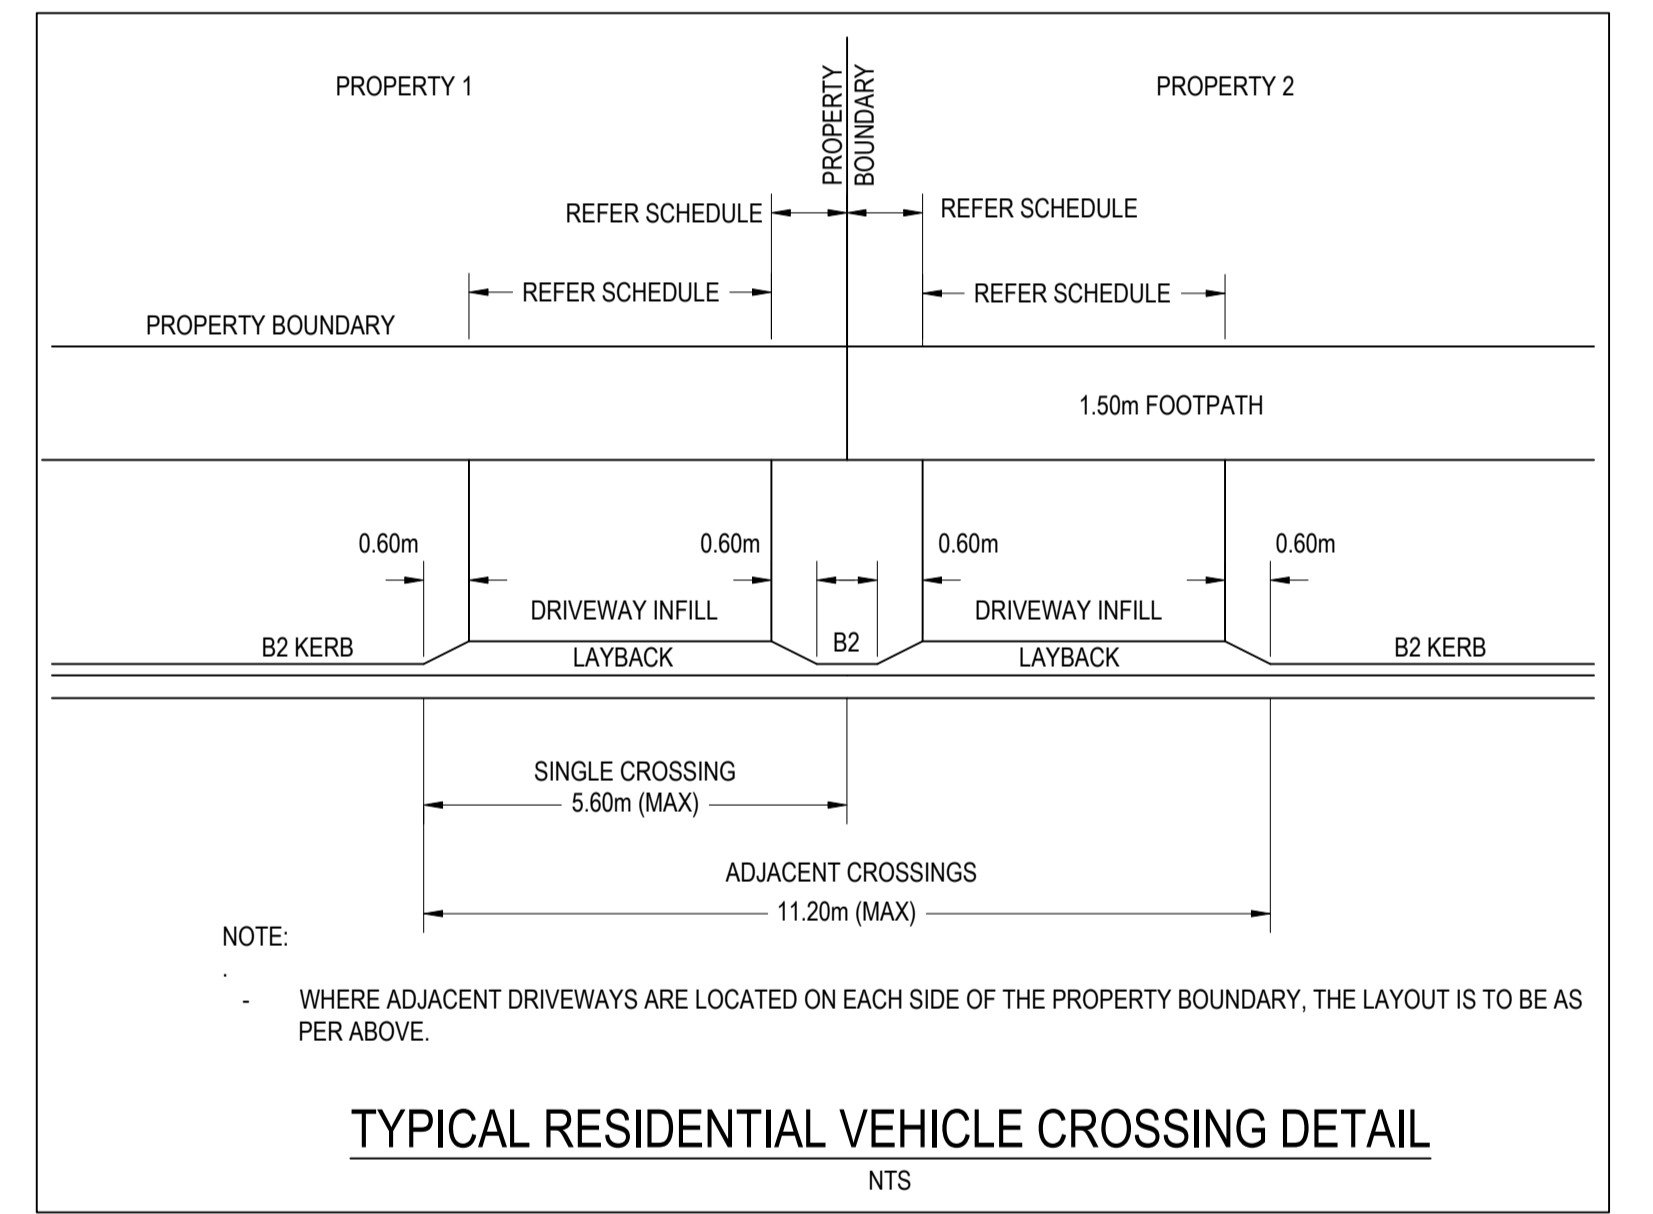 PROPERTY 1
PROPERTY
BOUNDARY
PROPERTY 2
REFER SCHEDULE
REFER SCHEDULE
REFER SCHEDULE
REFER SCHEDULE
PROPERTY BOUNDARY
1.50m FOOTPATH
0.60m
0.60m
0.60m
0.60m
DRIVEWAY INFILL
DRIVEWAY INFILL
B2 KERB
LAYBACK
B2
LAYBACK
B2 KERB
SINGLE CROSSING
5.60m (MAX)
ADJACENT CROSSINGS
11.20m (MAX)
NOTE:
.
- WHERE ADJACENT DRIVEWAYS ARE LOCATED ON EACH SIDE OF THE PROPERTY BOUNDARY, THE LAYOUT IS TO BE AS
PER ABOVE.
TYPICAL RESIDENTIAL VEHICLE CROSSING DETAIL
NTS